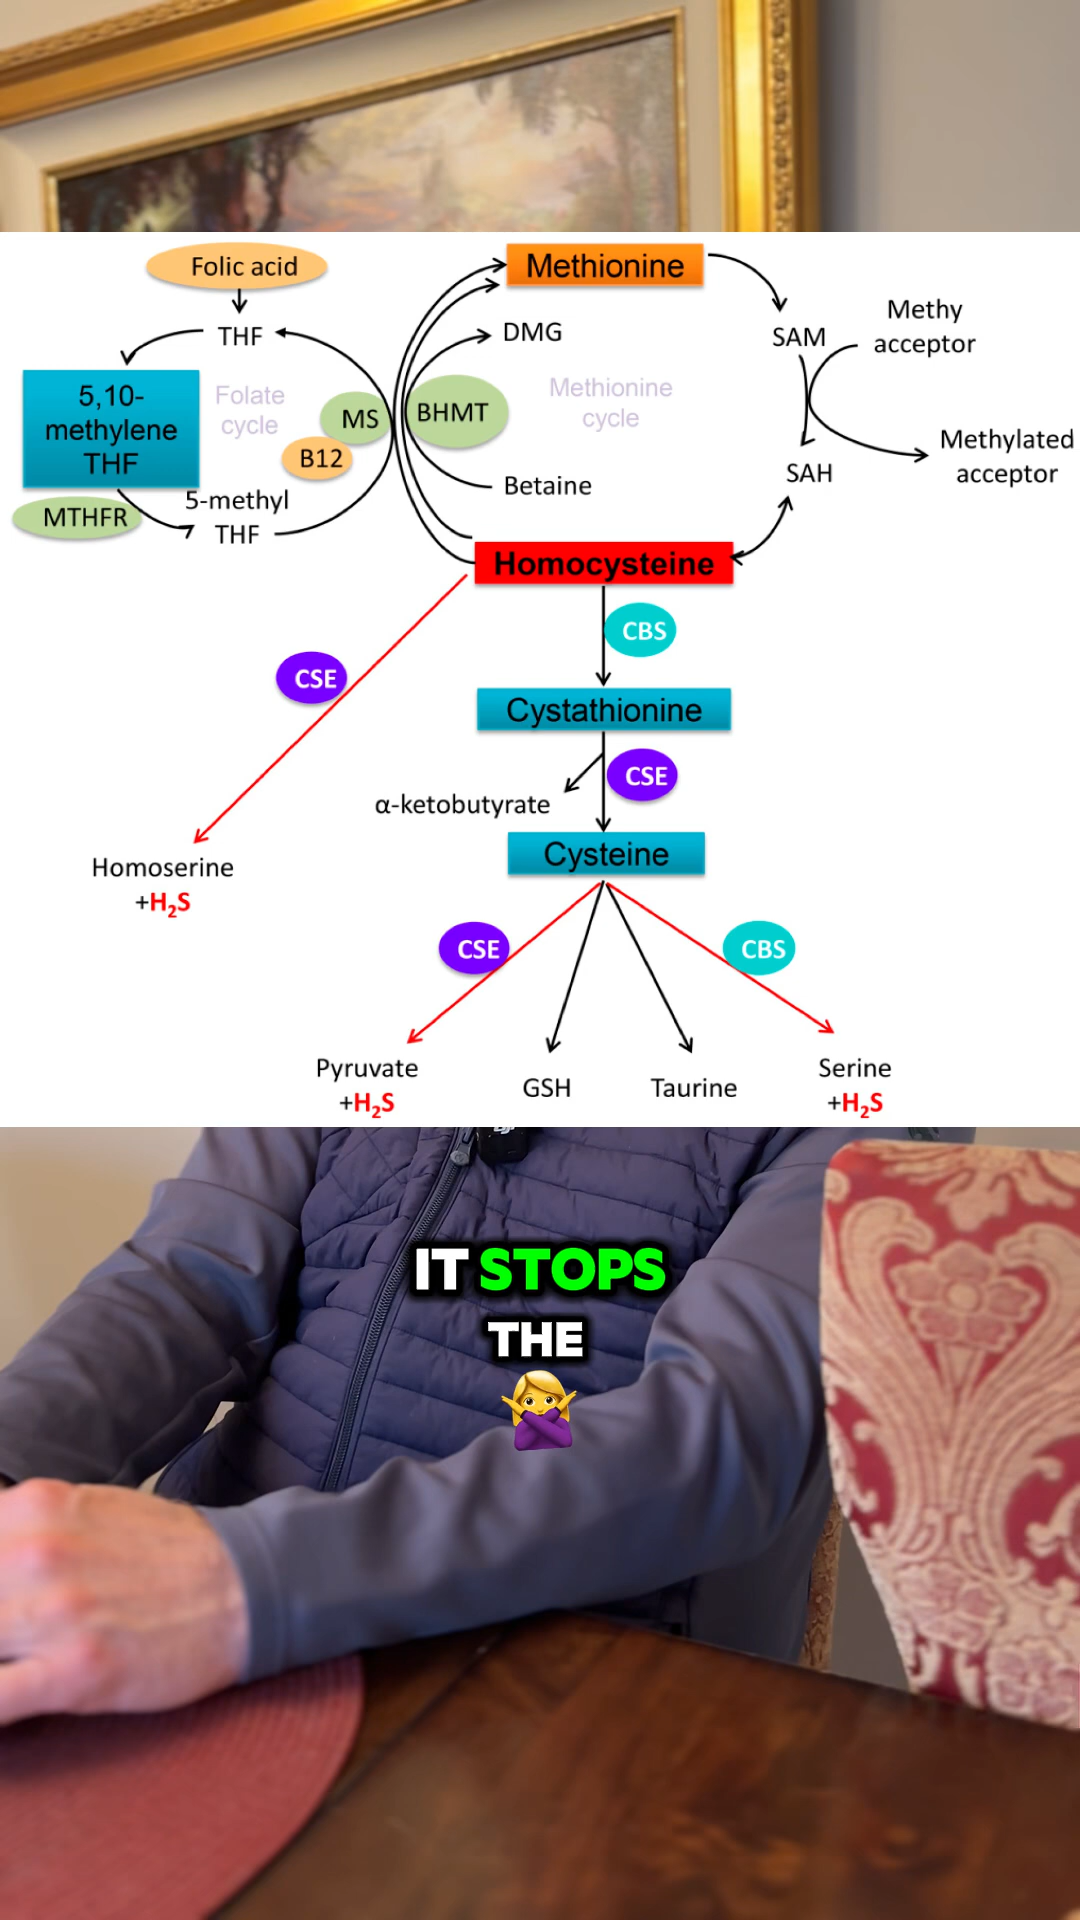 Folic acid
THF
5,10-
methylene
THF
MTHFR
5-methyl
THF
Folate
cycle
MS
B12
BHMT
Methionine
DMG
Methionine
cycle
Betaine
SAM
Methy
acceptor
SAH
Methylated
acceptor
Homocysteine
CBS
CSE
Cystathionine
CSE
α-ketobutyrate
Cysteine
Homoserine
+H₂S
CSE
CBS
Pyruvate
+H₂S
GSH
Taurine
Serine
+H₂S
IT STOPS
THE